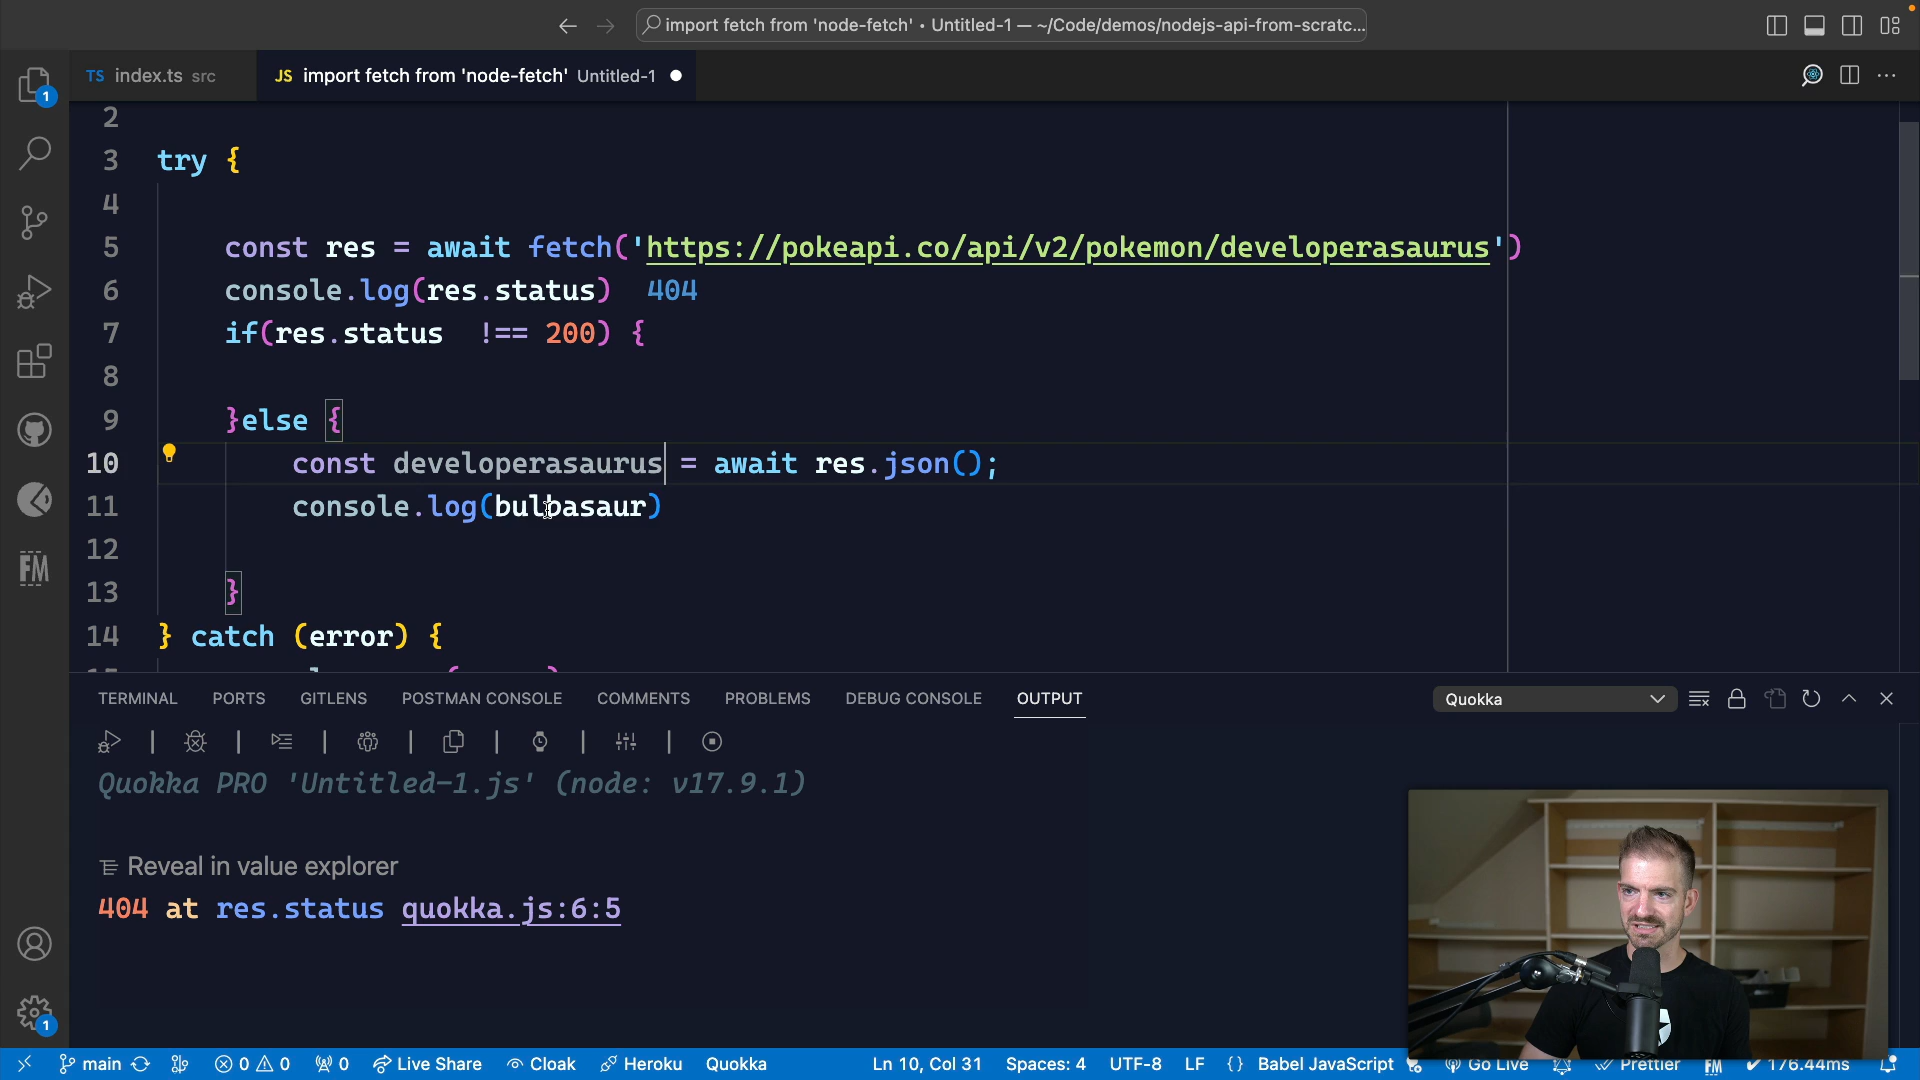 import fetch from 'node-fetch' • Untitled-1 — ~/Code/demos/nodejs-api-from-scratc...
TS index.ts src
JS import fetch from 'node-fetch' Untitled-1
2
3 try {
4
5 const res = await fetch('https://pokeapi.co/api/v2/pokemon/developerasaurus')
6 console.log(res.status) 404
7 if(res.status !== 200) {
8
9 }else {
10 const developerasaurus = await res.json();
11 console.log(bulbasaur)
12
13 }
14 } catch (error) {
TERMINAL PORTS GITLENS POSTMAN CONSOLE COMMENTS PROBLEMS DEBUG CONSOLE OUTPUT Quokka
Quokka PRO 'Untitled-1.js' (node: v17.9.1)
Reveal in value explorer
404 at res.status quokka.js:6:5
1
FM
1
main 0 0 0 Live Share Cloak Heroku Quokka Ln 10, Col 31 Spaces: 4 UTF-8 LF {} Babel JavaScript Go Live Prettier FM 176.44ms